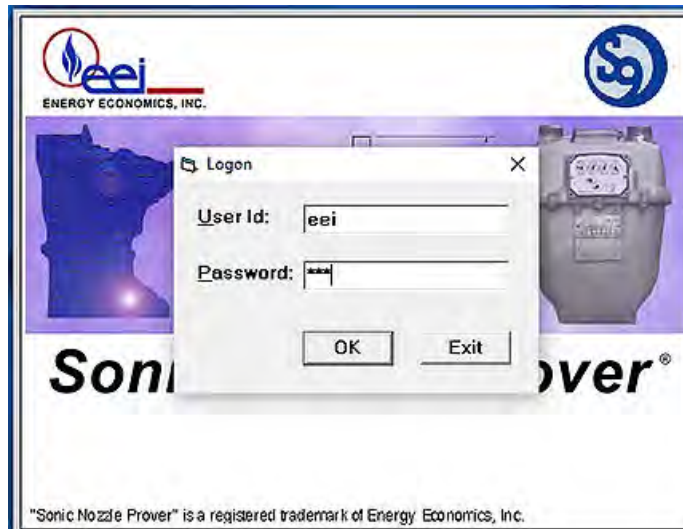 eei
ENERGY ECONOMICS, INC.
Logon
User Id:
eei
Password:
***
OK
Exit
Soni
over®
"Sonic Nozzle Prover" is a registered trademark of Energy Economics, Inc.